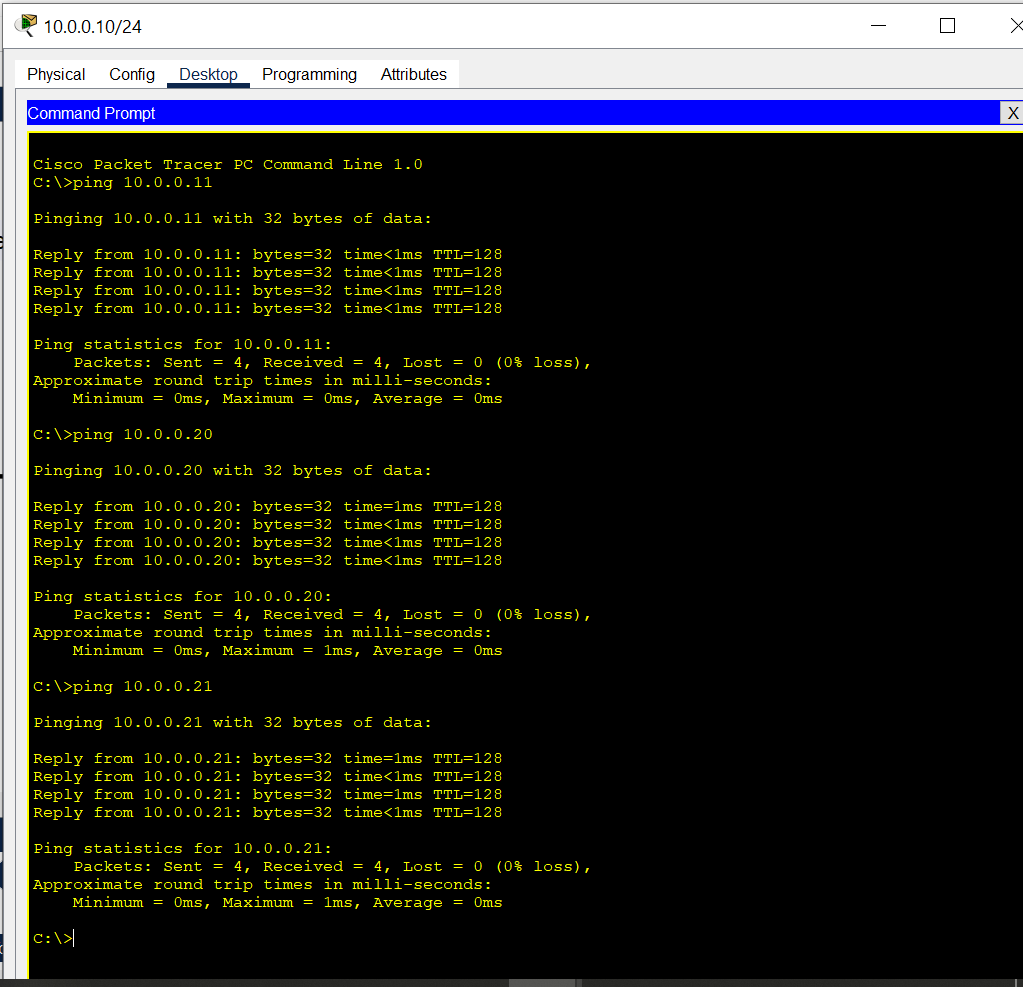 10.0.0.10/24
Physical Config Desktop Programming Attributes
Command Prompt X
Cisco Packet Tracer PC Command Line 1.0
C:\>ping 10.0.0.11
Pinging 10.0.0.11 with 32 bytes of data:
Reply from 10.0.0.11: bytes=32 time<1ms TTL=128
Reply from 10.0.0.11: bytes=32 time<1ms TTL=128
Reply from 10.0.0.11: bytes=32 time<1ms TTL=128
Reply from 10.0.0.11: bytes=32 time<1ms TTL=128
Ping statistics for 10.0.0.11:
Packets: Sent = 4, Received = 4, Lost = 0 (0% loss),
Approximate round trip times in milli-seconds:
Minimum = 0ms, Maximum = 0ms, Average = 0ms
C:\>ping 10.0.0.20
Pinging 10.0.0.20 with 32 bytes of data:
Reply from 10.0.0.20: bytes=32 time=1ms TTL=128
Reply from 10.0.0.20: bytes=32 time<1ms TTL=128
Reply from 10.0.0.20: bytes=32 time<1ms TTL=128
Reply from 10.0.0.20: bytes=32 time<1ms TTL=128
Ping statistics for 10.0.0.20:
Packets: Sent = 4, Received = 4, Lost = 0 (0% loss),
Approximate round trip times in milli-seconds:
Minimum = 0ms, Maximum = 1ms, Average = 0ms
C:\>ping 10.0.0.21
Pinging 10.0.0.21 with 32 bytes of data:
Reply from 10.0.0.21: bytes=32 time=1ms TTL=128
Reply from 10.0.0.21: bytes=32 time<1ms TTL=128
Reply from 10.0.0.21: bytes=32 time=1ms TTL=128
Reply from 10.0.0.21: bytes=32 time<1ms TTL=128
Ping statistics for 10.0.0.21:
Packets: Sent = 4, Received = 4, Lost = 0 (0% loss),
Approximate round trip times in milli-seconds:
Minimum = 0ms, Maximum = 1ms, Average = 0ms
C:\>